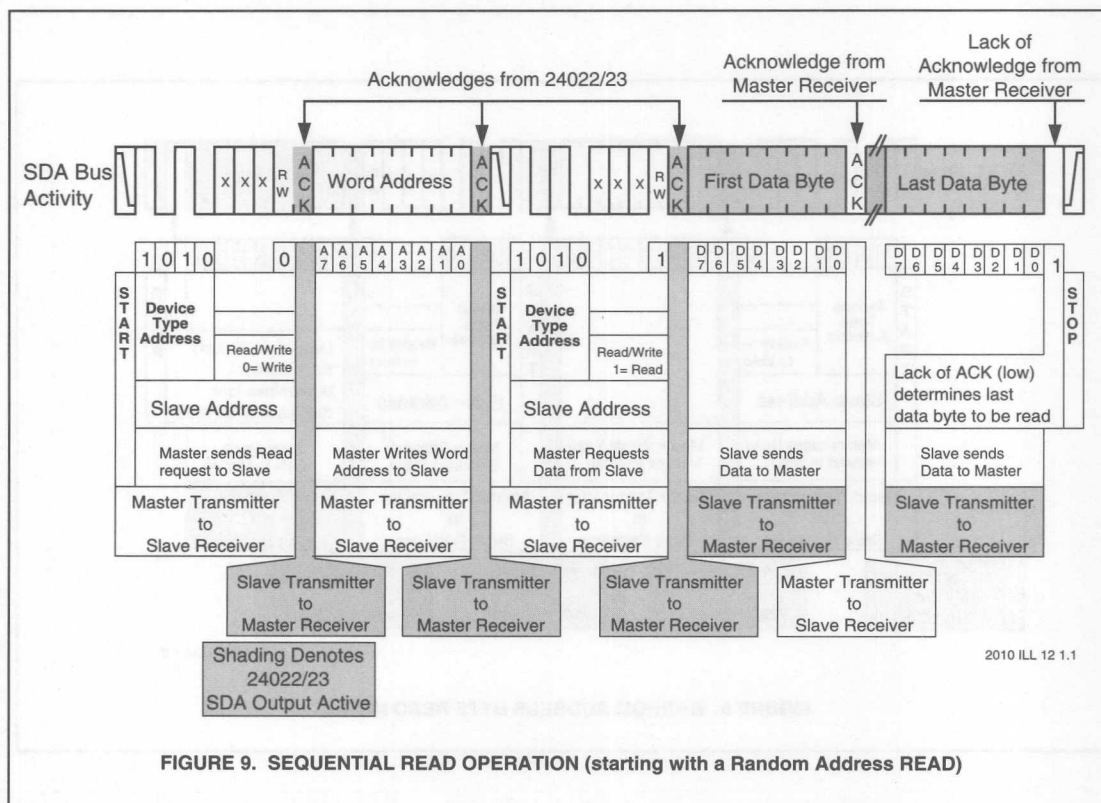 Lack of
Acknowledge from
Master Receiver
Acknowledge from
Master Receiver
Acknowledges from 24022/23
SDA Bus
Activity
X X X RW ACK Word Address ACK X X X RW ACK First Data Byte ACK Last Data Byte
1 0 1 0 0 A7 A6 A5 A4 A3 A2 A1 A0 1 0 1 0 1 D7 D6 D5 D4 D3 D2 D1 D0 D7 D6 D5 D4 D3 D2 D1 D0 1
START
Device
Type
Address
Read/Write
0= Write
Slave Address
START
Device
Type
Address
Read/Write
1= Read
Slave Address
STOP
Lack of ACK (low)
determines last
data byte to be read
Master sends Read
request to Slave
Master Writes Word
Address to Slave
Master Requests
Data from Slave
Slave sends
Data to Master
Slave sends
Data to Master
Master Transmitter
to
Slave Receiver
Master Transmitter
to
Slave Receiver
Master Transmitter
to
Slave Receiver
Slave Transmitter
to
Master Receiver
Slave Transmitter
to
Master Receiver
Slave Transmitter
to
Master Receiver
Slave Transmitter
to
Master Receiver
Slave Transmitter
to
Master Receiver
Master Transmitter
to
Slave Receiver
Shading Denotes
24022/23
SDA Output Active
2010 ILL 12 1.1
FIGURE 9. SEQUENTIAL READ OPERATION (starting with a Random Address READ)